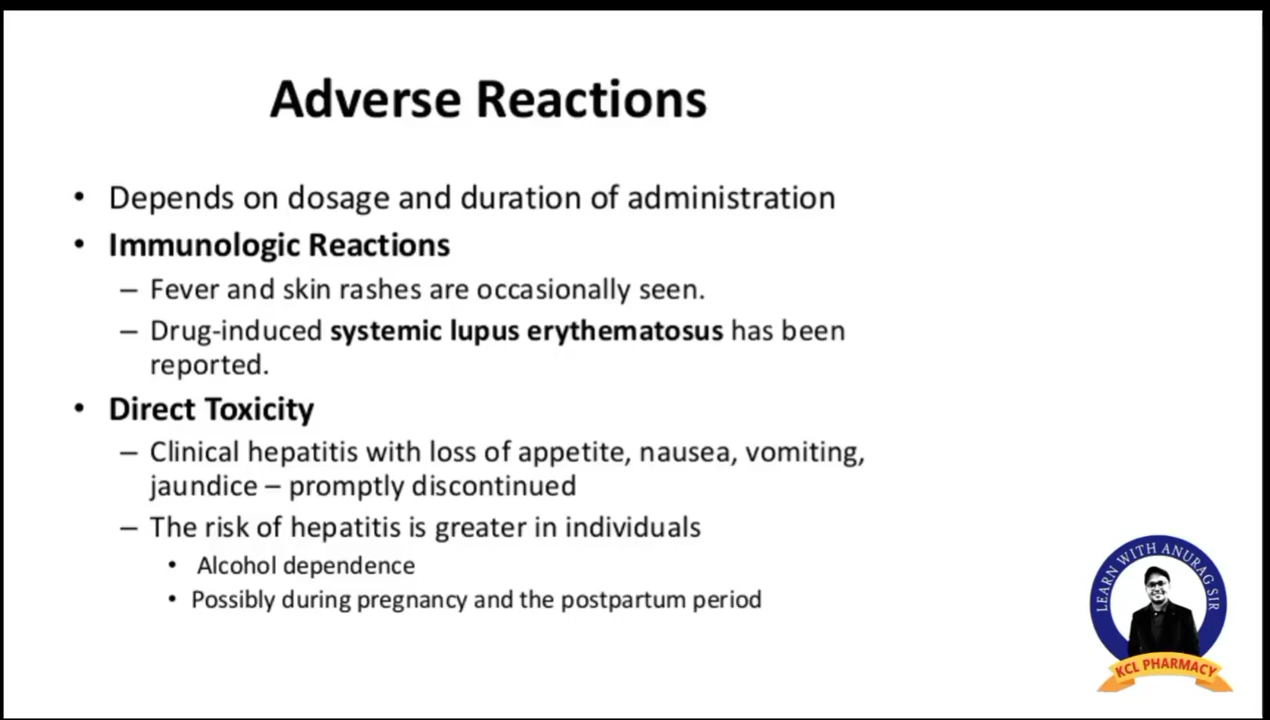 Adverse Reactions
• Depends on dosage and duration of administration
• Immunologic Reactions
– Fever and skin rashes are occasionally seen.
– Drug-induced systemic lupus erythematosus has been
reported.
• Direct Toxicity
– Clinical hepatitis with loss of appetite, nausea, vomiting,
jaundice – promptly discontinued
– The risk of hepatitis is greater in individuals
• Alcohol dependence
• Possibly during pregnancy and the postpartum period
LEARN WITH ANURAG SIR
KCL PHARMACY